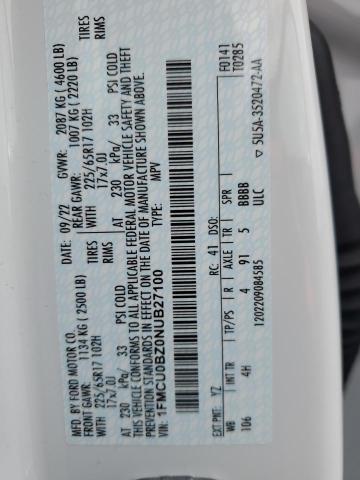 MFD. BY FORD MOTOR CO.
DATE: 09/22 GVWR: 2087 KG (4600 LB)
FRONT GAWR: REAR GAWR:
1134 KG (2500 LB) WITH 1007 KG (2220 LB) WITH
225/65R17 102H TIRES 225/65R17 102H TIRES
17x7.0J RIMS 17x7.0J RIMS
AT 230 kPa/ 33 PSI COLD AT 230 kPa/ 33 PSI COLD
THIS VEHICLE CONFORMS TO ALL APPLICABLE FEDERAL MOTOR VEHICLE SAFETY AND THEFT PREVENTION
STANDARDS IN EFFECT ON THE DATE OF MANUFACTURE SHOWN ABOVE.
VIN: 1FMCU0BZ0NUB27100 TYPE: MPV
F0141
T0285
EXT PNT: YZ RC: 41 DSO:
WB INT TR TP/PS R AXLE TR SPR
106 4H 4 91 5 BBBB
ULC
1202209084585 5U5A-3520472-AA